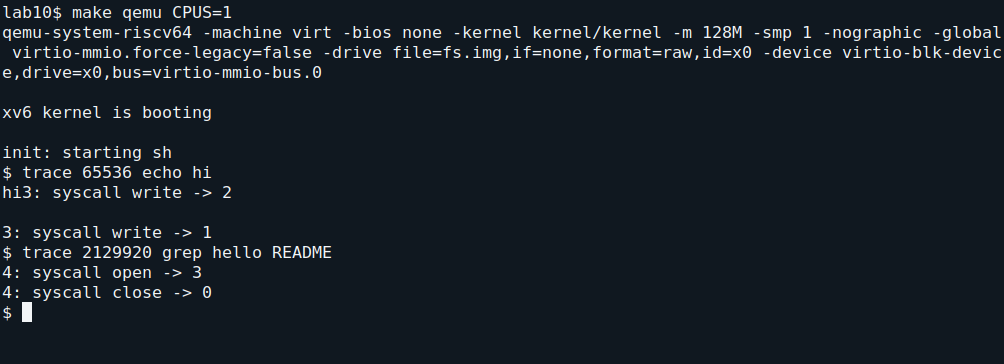 lab10$ make qemu CPUS=1
qemu-system-riscv64 -machine virt -bios none -kernel kernel/kernel -m 128M -smp 1 -nographic -global
 virtio-mmio.force-legacy=false -drive file=fs.img,if=none,format=raw,id=x0 -device virtio-blk-devic
e,drive=x0,bus=virtio-mmio-bus.0
xv6 kernel is booting
init: starting sh
$ trace 65536 echo hi
hi3: syscall write -> 2
3: syscall write -> 1
$ trace 2129920 grep hello README
4: syscall open -> 3
4: syscall close -> 0
$